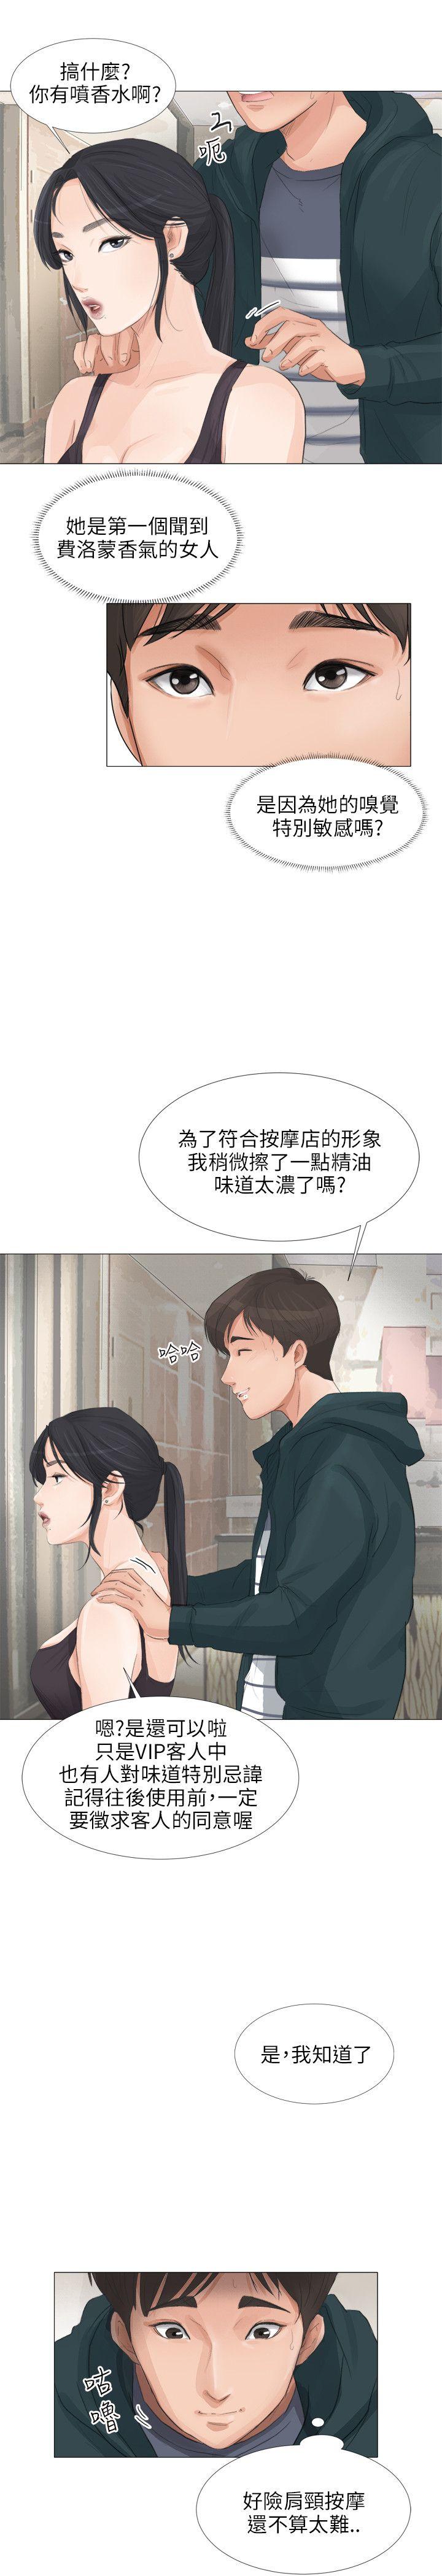 搞什麼?
你有噴香水啊?
呃
她是第一個聞到
費洛蒙香氣的女人
是因為她的嗅覺
特別敏感嗎?
為了符合按摩店的形象
我稍微擦了一點精油
味道太濃了嗎?
哈哈
嗯?是還可以啦
只是VIP客人中
也有人對味道特別忌諱
記得往後使用前,一定
要徵求客人的同意喔
是,我知道了
咕嚕
好險肩頸按摩
還不算太難..